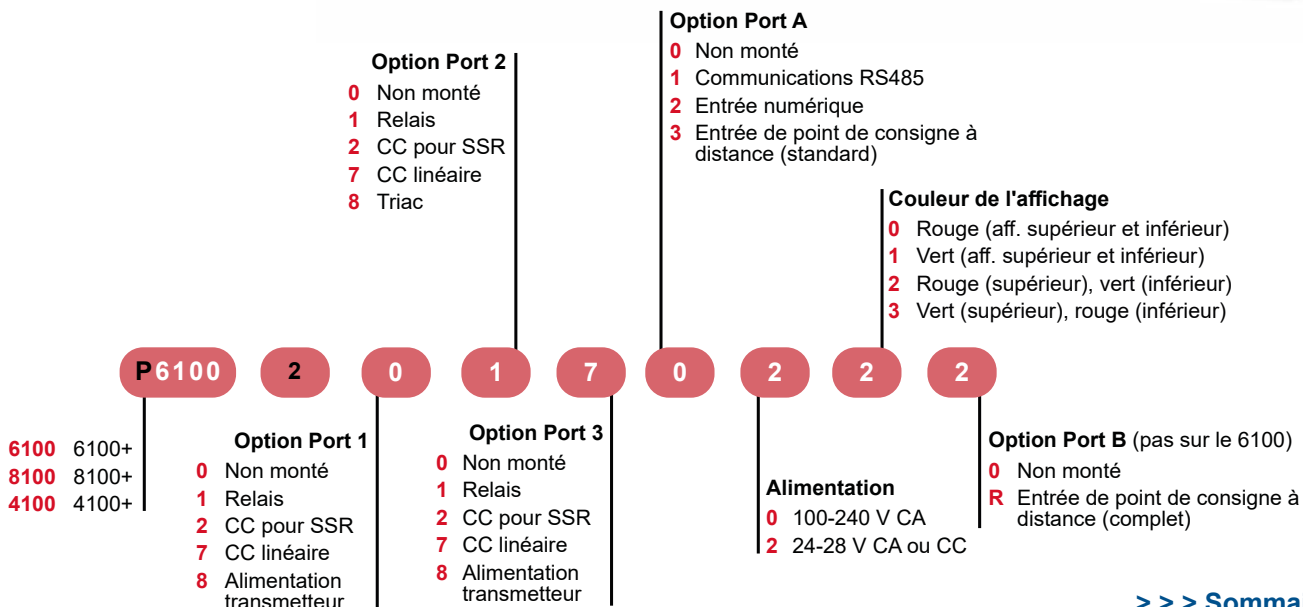 Option Port A
0 Non monté
1 Communications RS485
2 Entrée numérique
3 Entrée de point de consigne à
distance (standard)
Option Port 2
0 Non monté
1 Relais
2 CC pour SSR
7 CC linéaire
8 Triac
Couleur de l'affichage
0 Rouge (aff. supérieur et inférieur)
1 Vert (aff. supérieur et inférieur)
2 Rouge (supérieur), vert (inférieur)
3 Vert (supérieur), rouge (inférieur)
P6100 2 0 1 7 0 2 2 2
6100 6100+
8100 8100+
4100 4100+
Option Port 1
0 Non monté
1 Relais
2 CC pour SSR
7 CC linéaire
8 Alimentation
transmetteur
Option Port 3
0 Non monté
1 Relais
2 CC pour SSR
7 CC linéaire
8 Alimentation
transmetteur
Alimentation
0 100-240 V CA
2 24-28 V CA ou CC
Option Port B (pas sur le 6100)
0 Non monté
R Entrée de point de consigne à
distance (complet)
> > > Somma